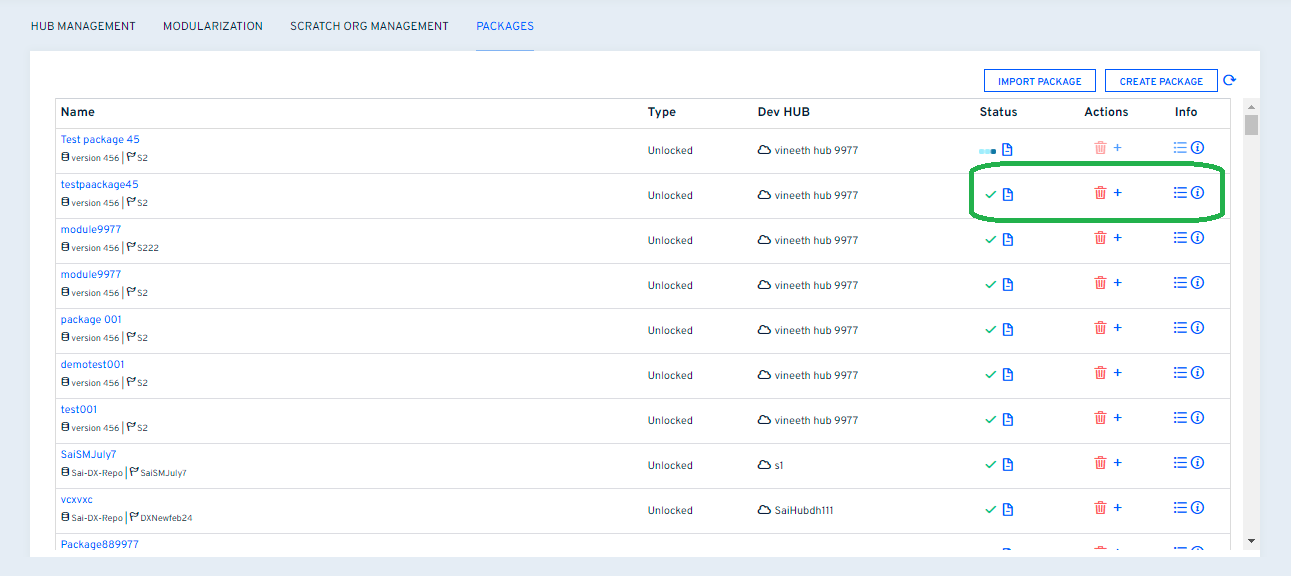 HUB MANAGEMENT MODULARIZATION SCRATCH ORG MANAGEMENT PACKAGES
IMPORT PACKAGE CREATE PACKAGE
Name Type Dev HUB Status Actions Info
Test package 45
version 456 S2 Unlocked vineeth hub 9977
testpaackage45
version 456 S2 Unlocked vineeth hub 9977
module9977
version 456 S222 Unlocked vineeth hub 9977
module9977
version 456 S2 Unlocked vineeth hub 9977
package 001
version 456 S2 Unlocked vineeth hub 9977
demotest001
version 456 S2 Unlocked vineeth hub 9977
test001
version 456 S2 Unlocked vineeth hub 9977
SaiSMJuly7
Sai-DX-Repo SaiSMJuly7 Unlocked s1
vcxvxc
Sai-DX-Repo DXNewfeb24 Unlocked SaiHubdh111
Package889977